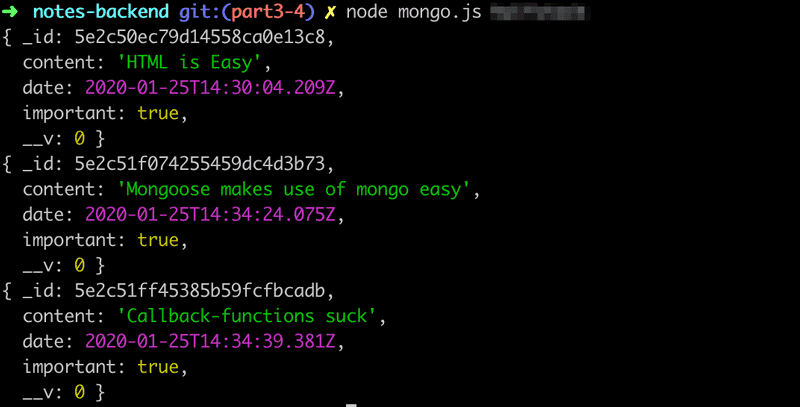 ➜ notes-backend git:(part3-4) ✗ node mongo.js
{ _id: 5e2c50ec79d14558ca0e13c8,
content: 'HTML is Easy',
date: 2020-01-25T14:30:04.209Z,
important: true,
__v: 0 }
{ _id: 5e2c51f074255459dc4d3b73,
content: 'Mongoose makes use of mongo easy',
date: 2020-01-25T14:34:24.075Z,
important: true,
__v: 0 }
{ _id: 5e2c51ff45385b59fcfbcadb,
content: 'Callback-functions suck',
date: 2020-01-25T14:34:39.381Z,
important: true,
__v: 0 }